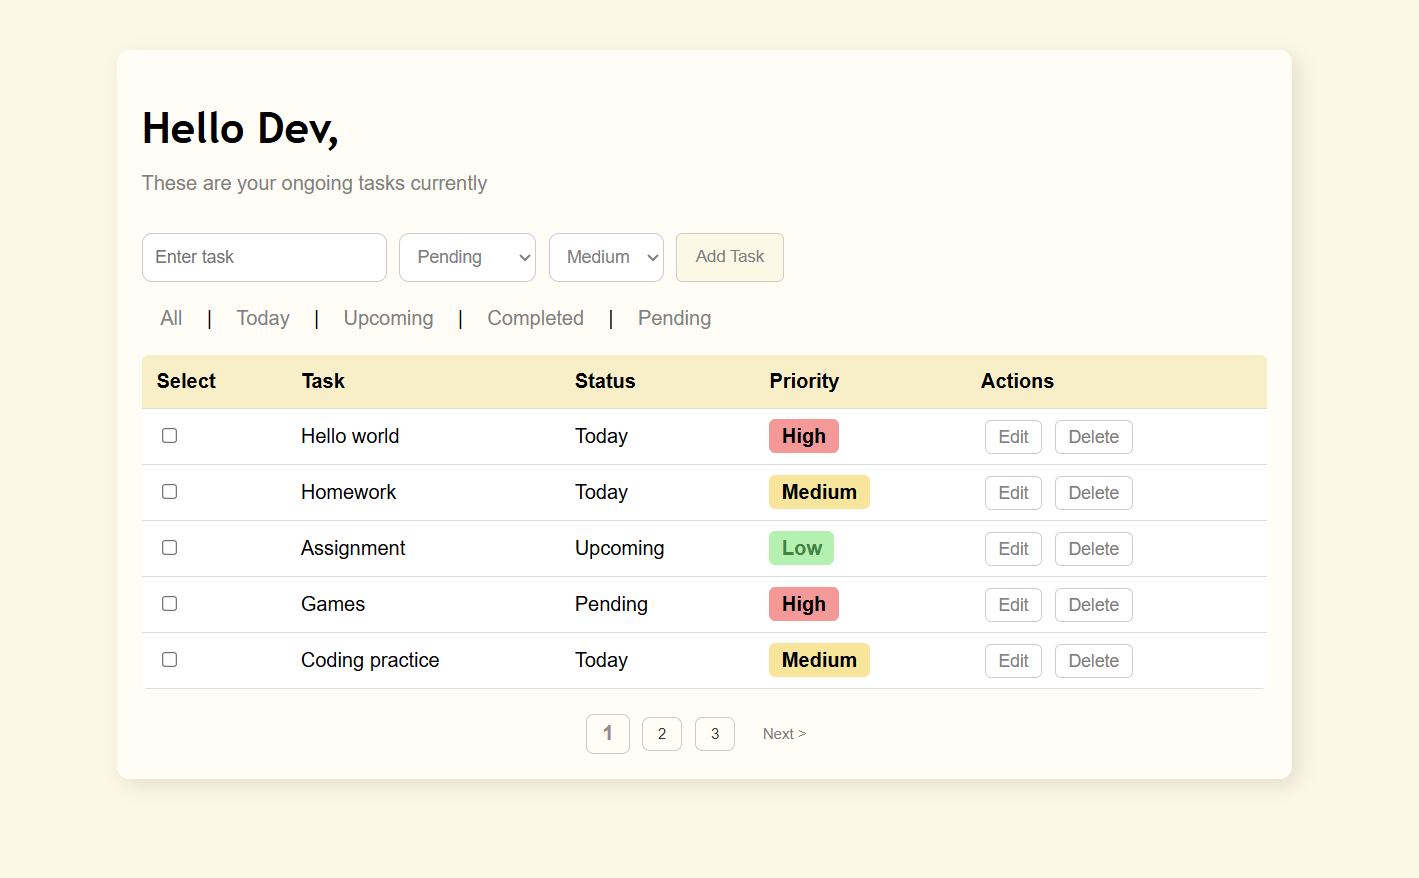 Hello Dev,
These are your ongoing tasks currently
Enter task Pending Medium Add Task
All | Today | Upcoming | Completed | Pending
Select Task Status Priority Actions
Hello world Today High Edit Delete
Homework Today Medium Edit Delete
Assignment Upcoming Low Edit Delete
Games Pending High Edit Delete
Coding practice Today Medium Edit Delete
1 2 3 Next >